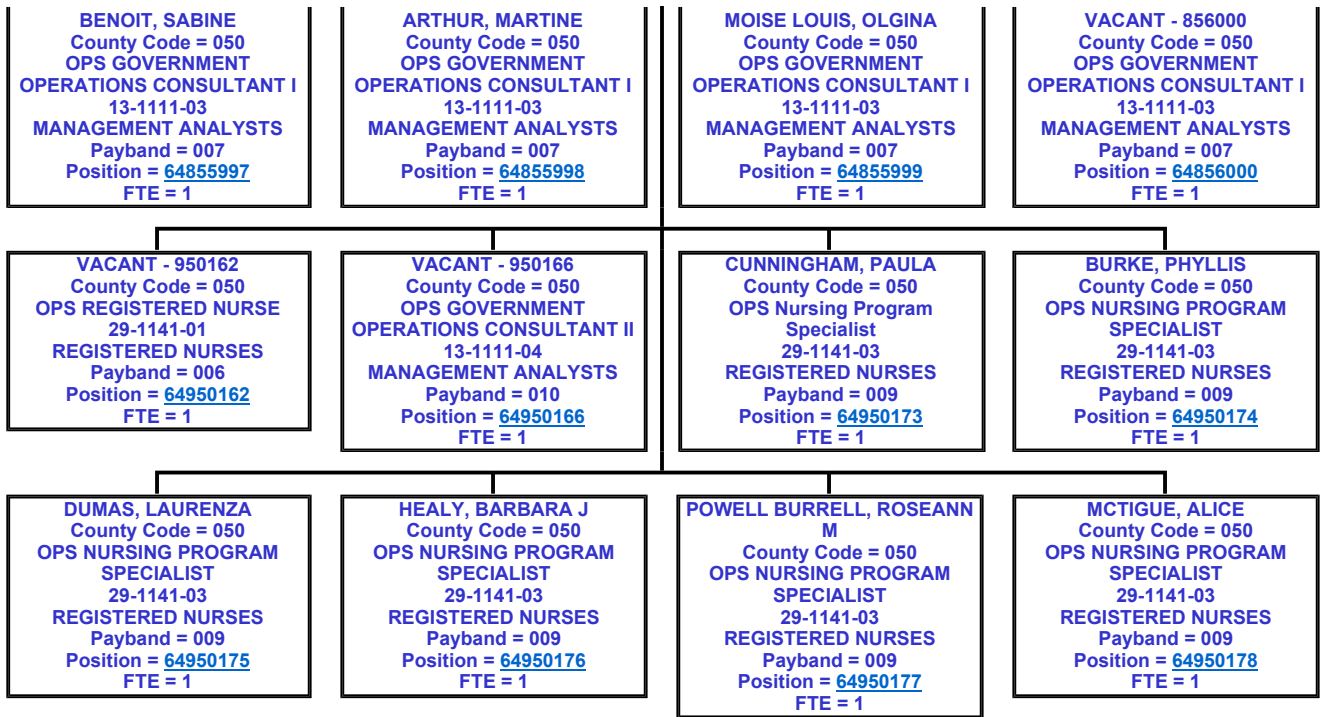 BENOIT, SABINE
County Code = 050
OPS GOVERNMENT
OPERATIONS CONSULTANT I
13-1111-03
MANAGEMENT ANALYSTS
Payband = 007
Position = 64855997
FTE = 1
ARTHUR, MARTINE
County Code = 050
OPS GOVERNMENT
OPERATIONS CONSULTANT I
13-1111-03
MANAGEMENT ANALYSTS
Payband = 007
Position = 64855998
FTE = 1
MOISE LOUIS, OLGINA
County Code = 050
OPS GOVERNMENT
OPERATIONS CONSULTANT I
13-1111-03
MANAGEMENT ANALYSTS
Payband = 007
Position = 64855999
FTE = 1
VACANT - 856000
County Code = 050
OPS GOVERNMENT
OPERATIONS CONSULTANT I
13-1111-03
MANAGEMENT ANALYSTS
Payband = 007
Position = 64856000
FTE = 1
VACANT - 950162
County Code = 050
OPS REGISTERED NURSE
29-1141-01
REGISTERED NURSES
Payband = 006
Position = 64950162
FTE = 1
VACANT - 950166
County Code = 050
OPS GOVERNMENT
OPERATIONS CONSULTANT II
13-1111-04
MANAGEMENT ANALYSTS
Payband = 010
Position = 64950166
FTE = 1
CUNNINGHAM, PAULA
County Code = 050
OPS Nursing Program
Specialist
29-1141-03
REGISTERED NURSES
Payband = 009
Position = 64950173
FTE = 1
BURKE, PHYLLIS
County Code = 050
OPS NURSING PROGRAM
SPECIALIST
29-1141-03
REGISTERED NURSES
Payband = 009
Position = 64950174
FTE = 1
DUMAS, LAURENZA
County Code = 050
OPS NURSING PROGRAM
SPECIALIST
29-1141-03
REGISTERED NURSES
Payband = 009
Position = 64950175
FTE = 1
HEALY, BARBARA J
County Code = 050
OPS NURSING PROGRAM
SPECIALIST
29-1141-03
REGISTERED NURSES
Payband = 009
Position = 64950176
FTE = 1
POWELL BURRELL, ROSEANN
M
County Code = 050
OPS NURSING PROGRAM
SPECIALIST
29-1141-03
REGISTERED NURSES
Payband = 009
Position = 64950177
FTE = 1
MCTIGUE, ALICE
County Code = 050
OPS NURSING PROGRAM
SPECIALIST
29-1141-03
REGISTERED NURSES
Payband = 009
Position = 64950178
FTE = 1